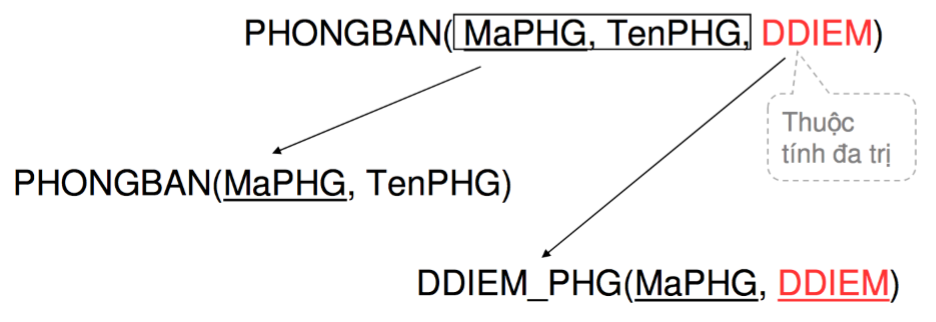 PHONGBAN( MaPHG, TenPHG, DDIEM)
Thuộc
tính đa trị
PHONGBAN(MaPHG, TenPHG)
DDIEM_PHG(MaPHG, DDIEM)